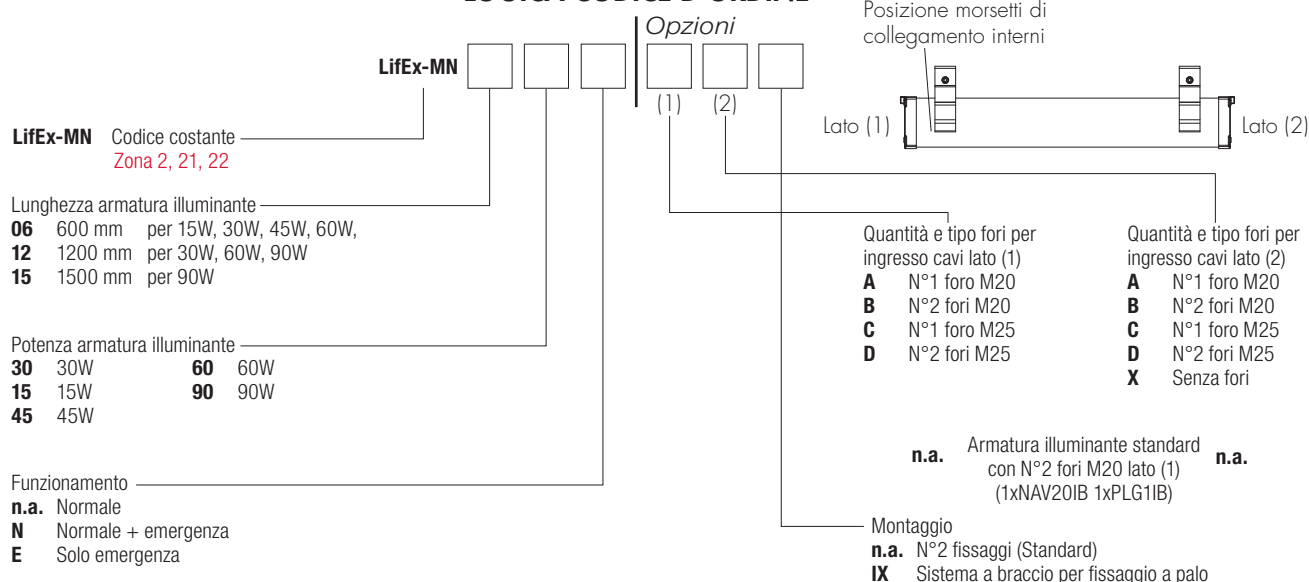 Opzioni
LifEx-MN
(1) (2)
Posizione morsetti di
collegamento interni
Lato (1)
Lato (2)
LifEx-MN Codice costante
Zona 2, 21, 22
Lunghezza armatura illuminante
06 600 mm per 15W, 30W, 45W, 60W,
12 1200 mm per 30W, 60W, 90W
15 1500 mm per 90W
Potenza armatura illuminante
30 30W 60 60W
15 15W 90 90W
45 45W
Funzionamento
n.a. Normale
N Normale + emergenza
E Solo emergenza
Quantità e tipo fori per
ingresso cavi lato (1)
A N°1 foro M20
B N°2 fori M20
C N°1 foro M25
D N°2 fori M25
Quantità e tipo fori per
ingresso cavi lato (2)
A N°1 foro M20
B N°2 fori M20
C N°1 foro M25
D N°2 fori M25
X Senza fori
n.a. Armatura illuminante standard n.a.
con N°2 fori M20 lato (1)
(1xNAV20IB 1xPLG1IB)
Montaggio
n.a. N°2 fissaggi (Standard)
IX Sistema a braccio per fissaggio a palo